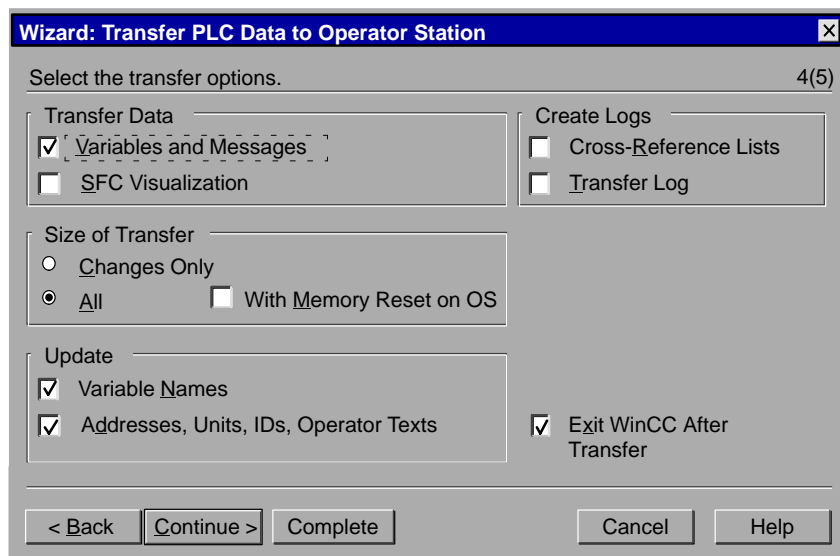 Wizard: Transfer PLC Data to Operator Station
Select the transfer options. 4(5)
Transfer Data
Variables and Messages
SFC Visualization
Create Logs
Cross-Reference Lists
Transfer Log
Size of Transfer
Changes Only
All With Memory Reset on OS
Update
Variable Names
Addresses, Units, IDs, Operator Texts
Exit WinCC After
Transfer
< Back Continue > Complete Cancel Help